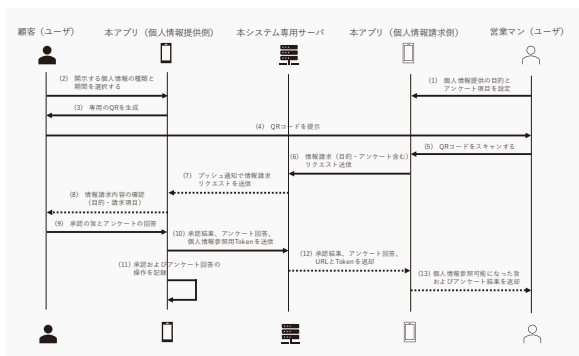 顧客（ユーザ）
本アプリ（個人情報提供側）
本システム専用サーバ
本アプリ（個人情報請求側）
営業マン（ユーザ）
(1) 個人情報提供の目的と
アンケート項目を設定
(2) 開示する個人情報の種類と
期間を選択する
(3) 専用のQRを生成
(4) QRコードを提示
(5) QRコードをスキャンする
(6) 情報請求（目的・アンケート含む）
リクエスト送信
(7) プッシュ通知で情報請求
リクエストを送信
(8) 情報請求内容の確認
（目的・請求項目）
(9) 承認の旨とアンケートの回答
(10) 承認結果、アンケート回答、
個人情報参照用Tokenを送信
(11) 承認およびアンケート回答の
操作を記録
(12) 承認結果、アンケート回答、
URLとTokenを返却
(13) 個人情報参照可能になった旨
およびアンケート結果を返却